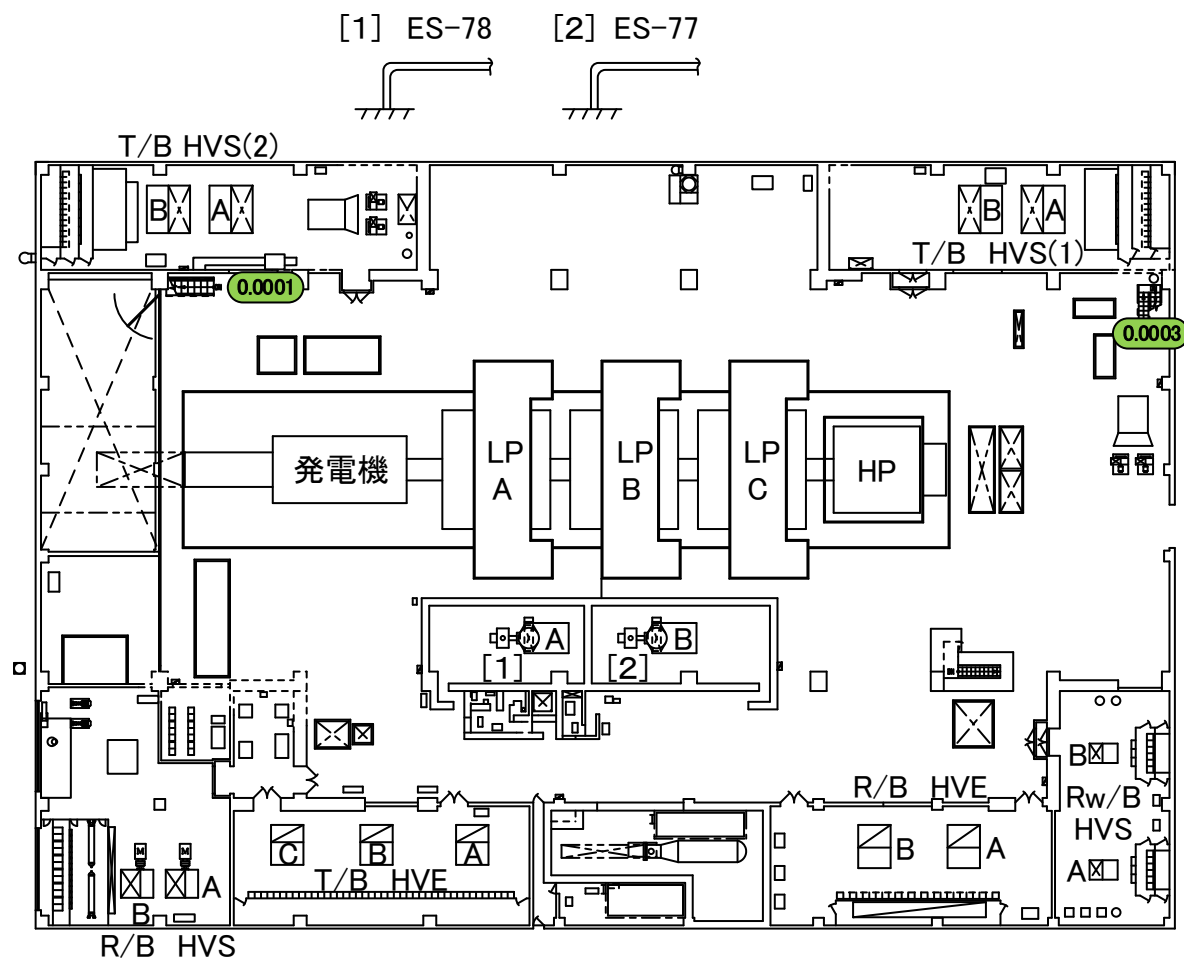 [1] ES-78 [2] ES-77
T/B HVS(2)
B A
B A
T/B HVS(1)
0.0001
0.0003
発電機
LP A
LP B
LP C
HP
A
B
[1]
[2]
R/B HVE
B
Rw/B HVS
A
C B A
T/B HVE
B A
M M
A
B
R/B HVS